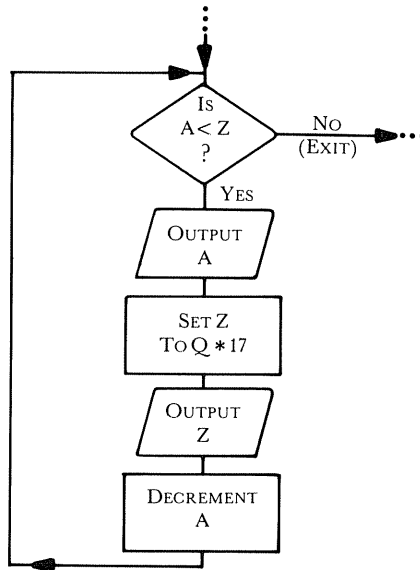 IS
A < Z
?
NO
(EXIT)
YES
OUTPUT
A
SET Z
TO Q * 17
OUTPUT
Z
DECREMENT
A